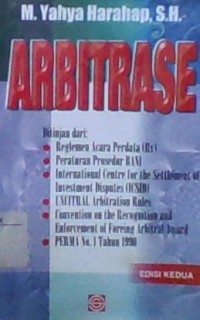 M. Yahya Harahap, S.H.
ARBITRASE
Ditinjau dari:
Reglemen Acara Perdata (Rv)
Peraturan Prosedur BANI
International Centre for the Settlement of
Investment Disputes (ICSID)
UNCITRAL Arbitration Rules
Convention on the Recognition and
Enforcement of Foreing Arbitral Award
PERMA No. 1 Tahun 1990
EDISI KEDUA